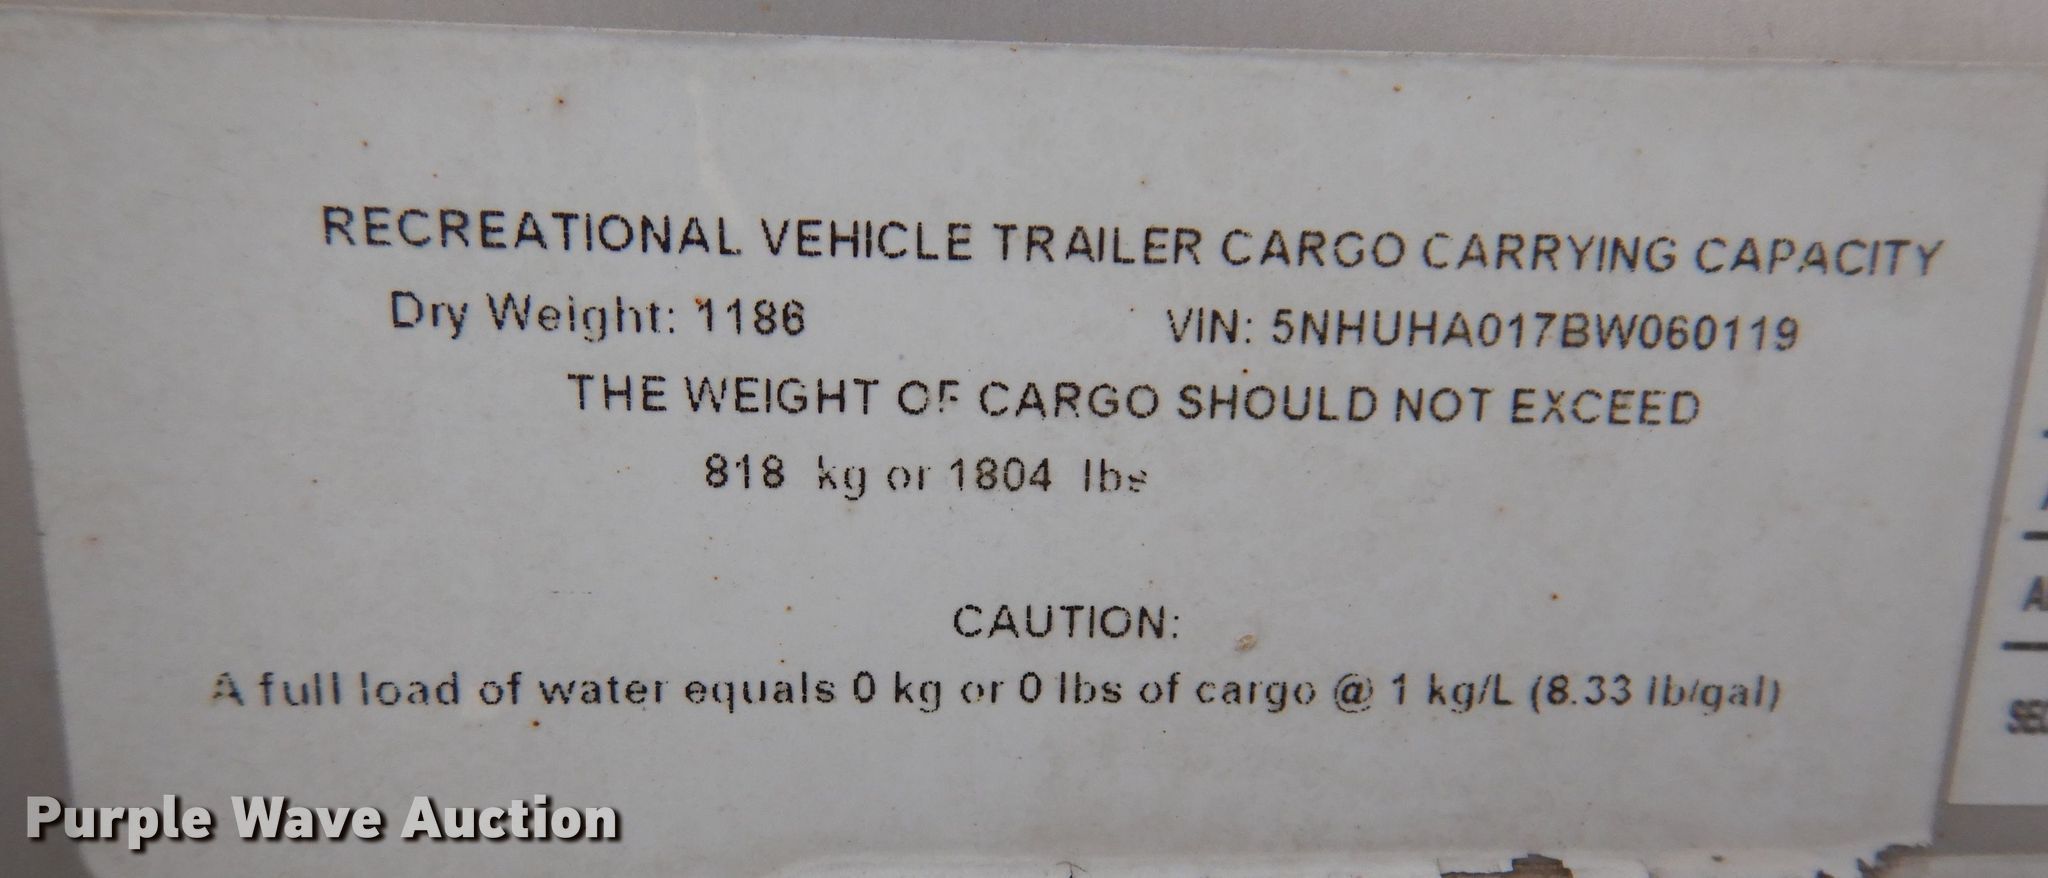 RECREATIONAL VEHICLE TRAILER CARGO CARRYING CAPACITY
Dry Weight: 1186 VIN: 5NHUHA017BW060119
THE WEIGHT OF CARGO SHOULD NOT EXCEED
818 kg or 1804 lbs
CAUTION:
A full load of water equals 0 kg or 0 lbs of cargo @ 1 kg/L (8.33 lb/gal)
Purple Wave Auction